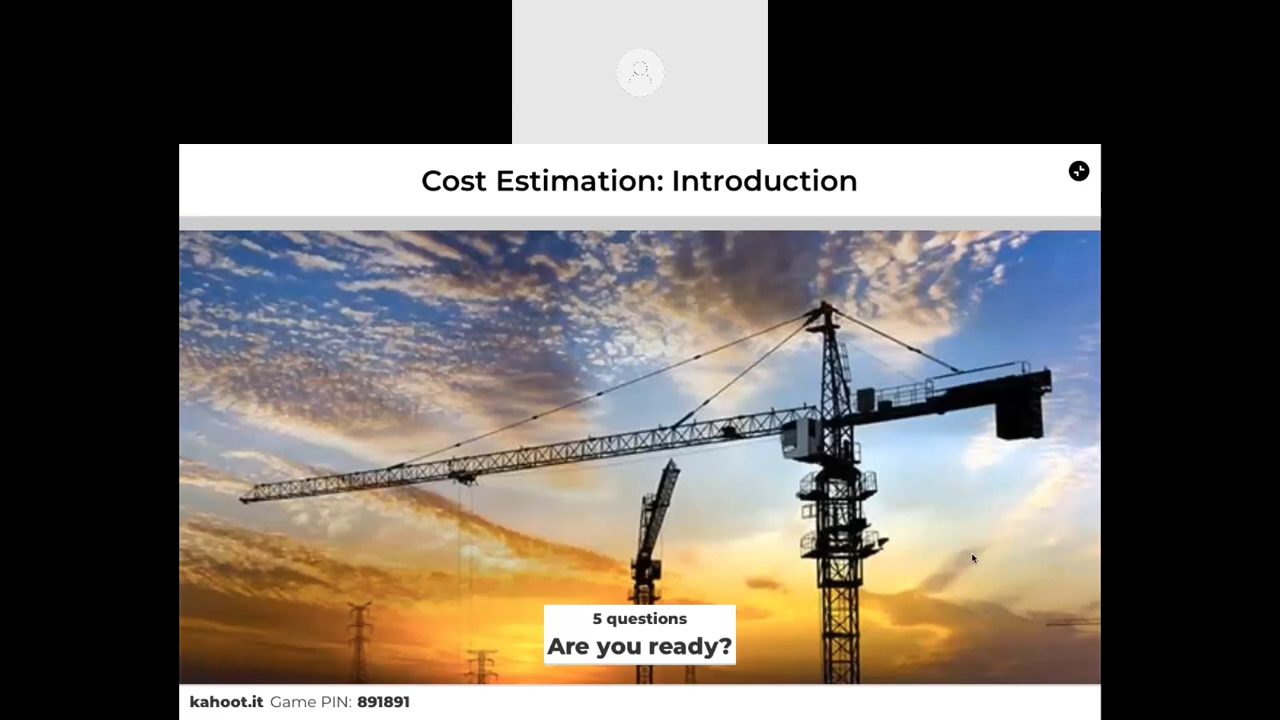 Cost Estimation: Introduction
5 questions
Are you ready?
kahoot.it Game PIN: 891891